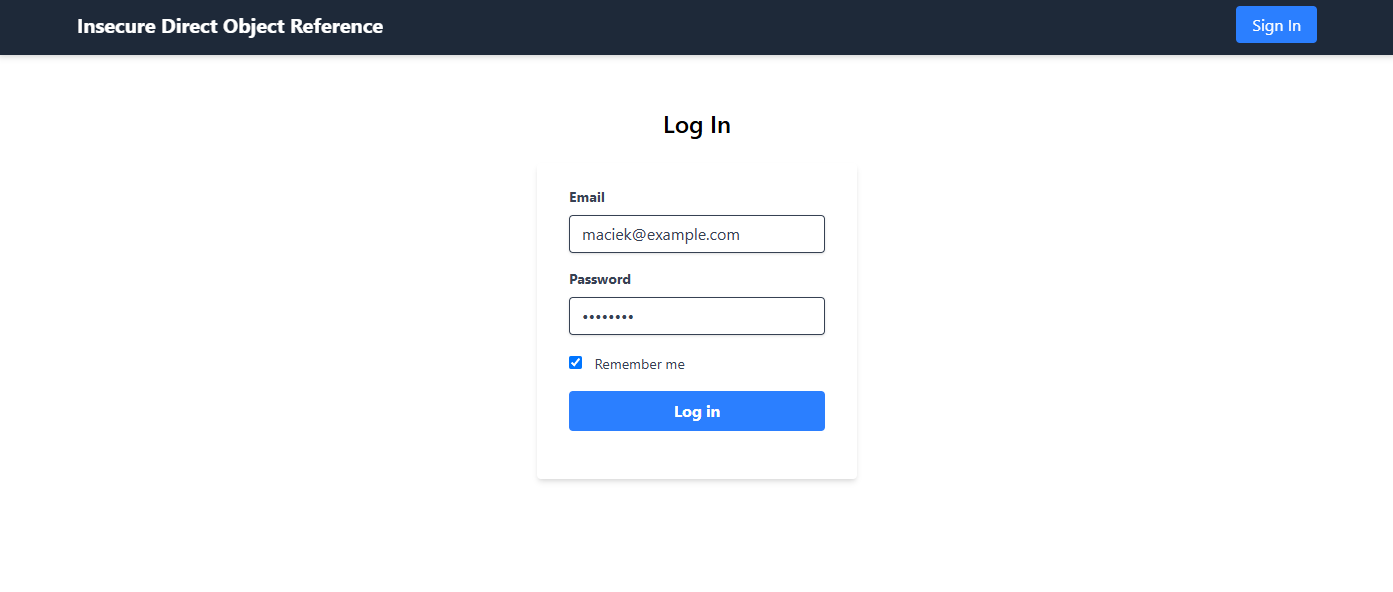 Insecure Direct Object Reference
Sign In
Log In
Email
maciek@example.com
Password
••••••••
Remember me
Log in